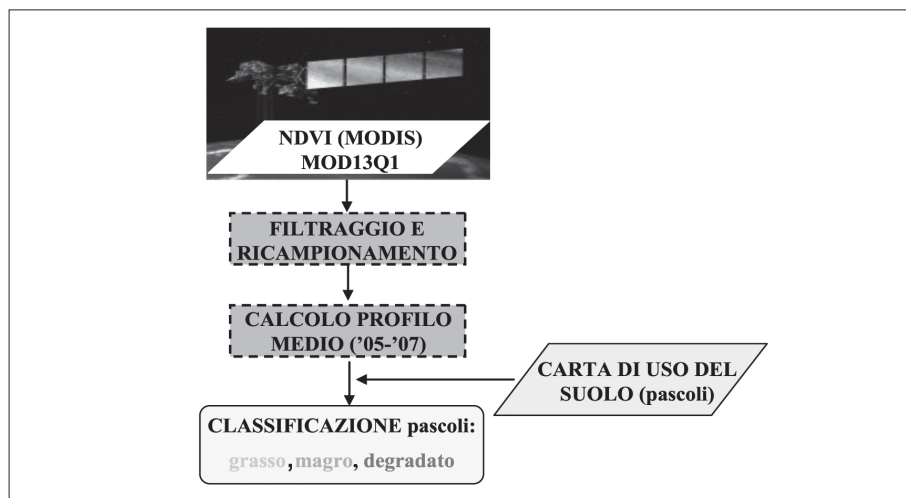 NDVI (MODIS)
MOD13Q1
FILTRAGGIO E
RICAMPIONAMENTO
CALCOLO PROFILO
MEDIO (’05-’07)
CARTA DI USO DEL
SUOLO (pascoli)
CLASSIFICAZIONE pascoli:
grasso, magro, degradato